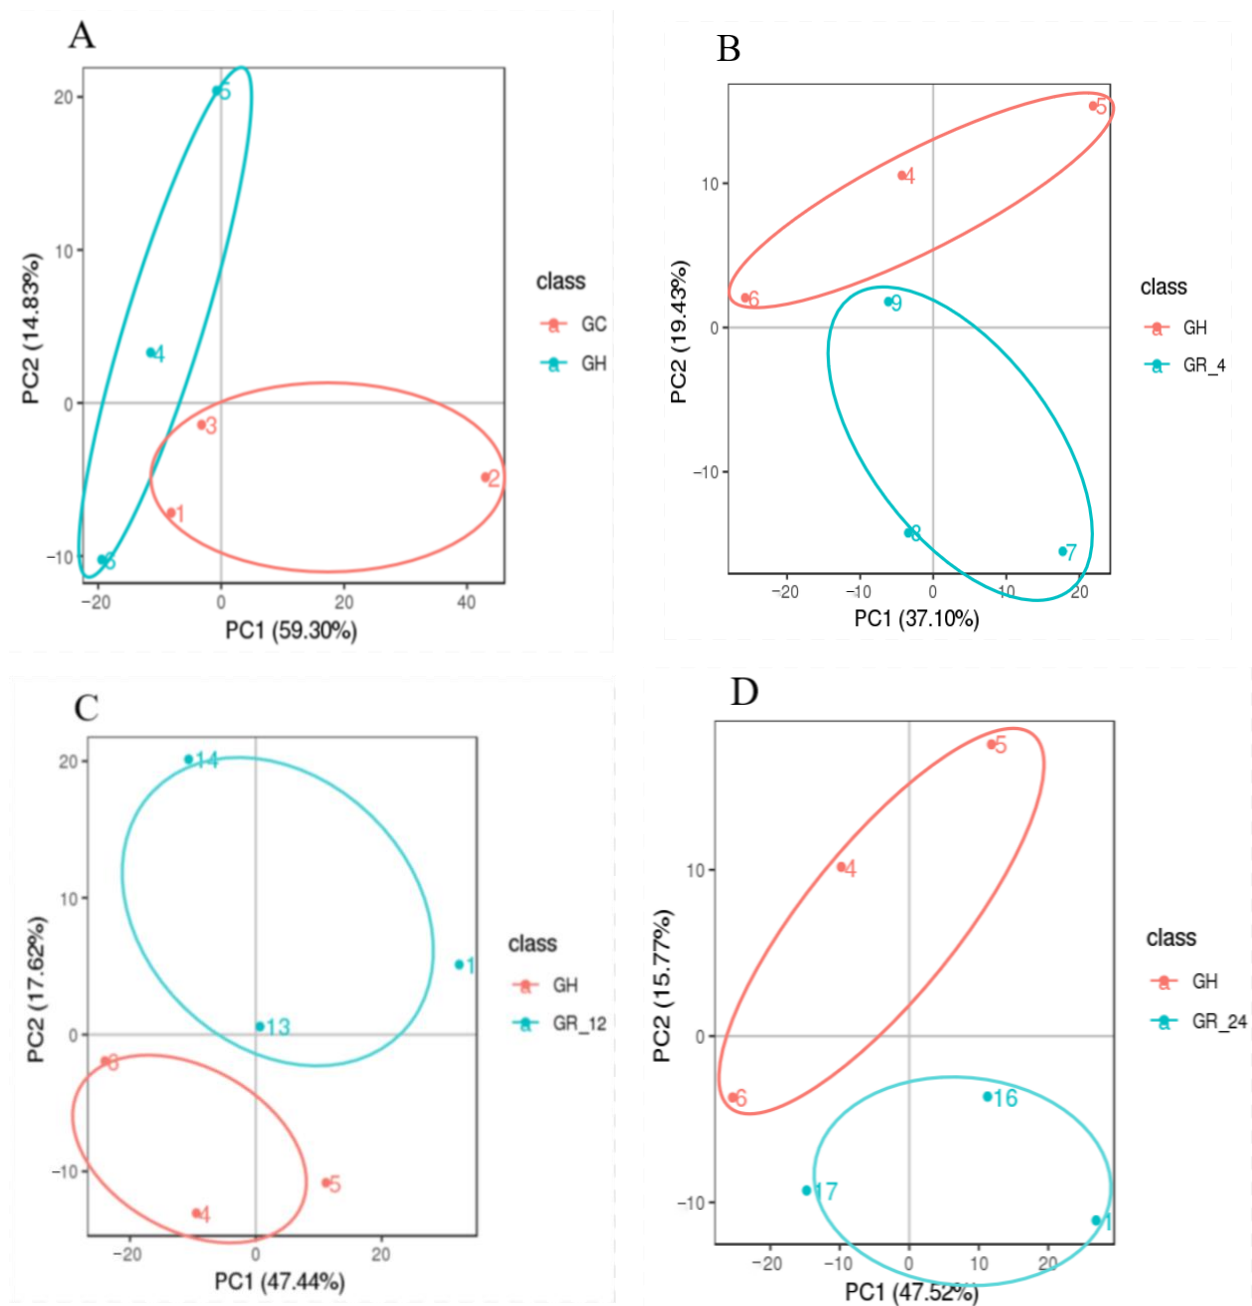 A
20
10
0
−10
−20
0
20
40
PC2 (14.83%)
PC1 (59.30%)
5
4
3
2
1
6
class
a GC
a GH
B
10
0
−10
−20
−10
0
10
20
PC2 (19.43%)
PC1 (37.10%)
5
4
6
9
8
7
class
a GH
a GR_4
C
20
10
0
−10
−20
0
20
PC2 (17.62%)
PC1 (47.44%)
14
1
13
6
5
4
class
a GH
a GR_12
D
10
0
−10
−20
−10
0
10
20
PC2 (15.77%)
PC1 (47.52%)
5
4
6
16
17
1
class
a GH
a GR_24